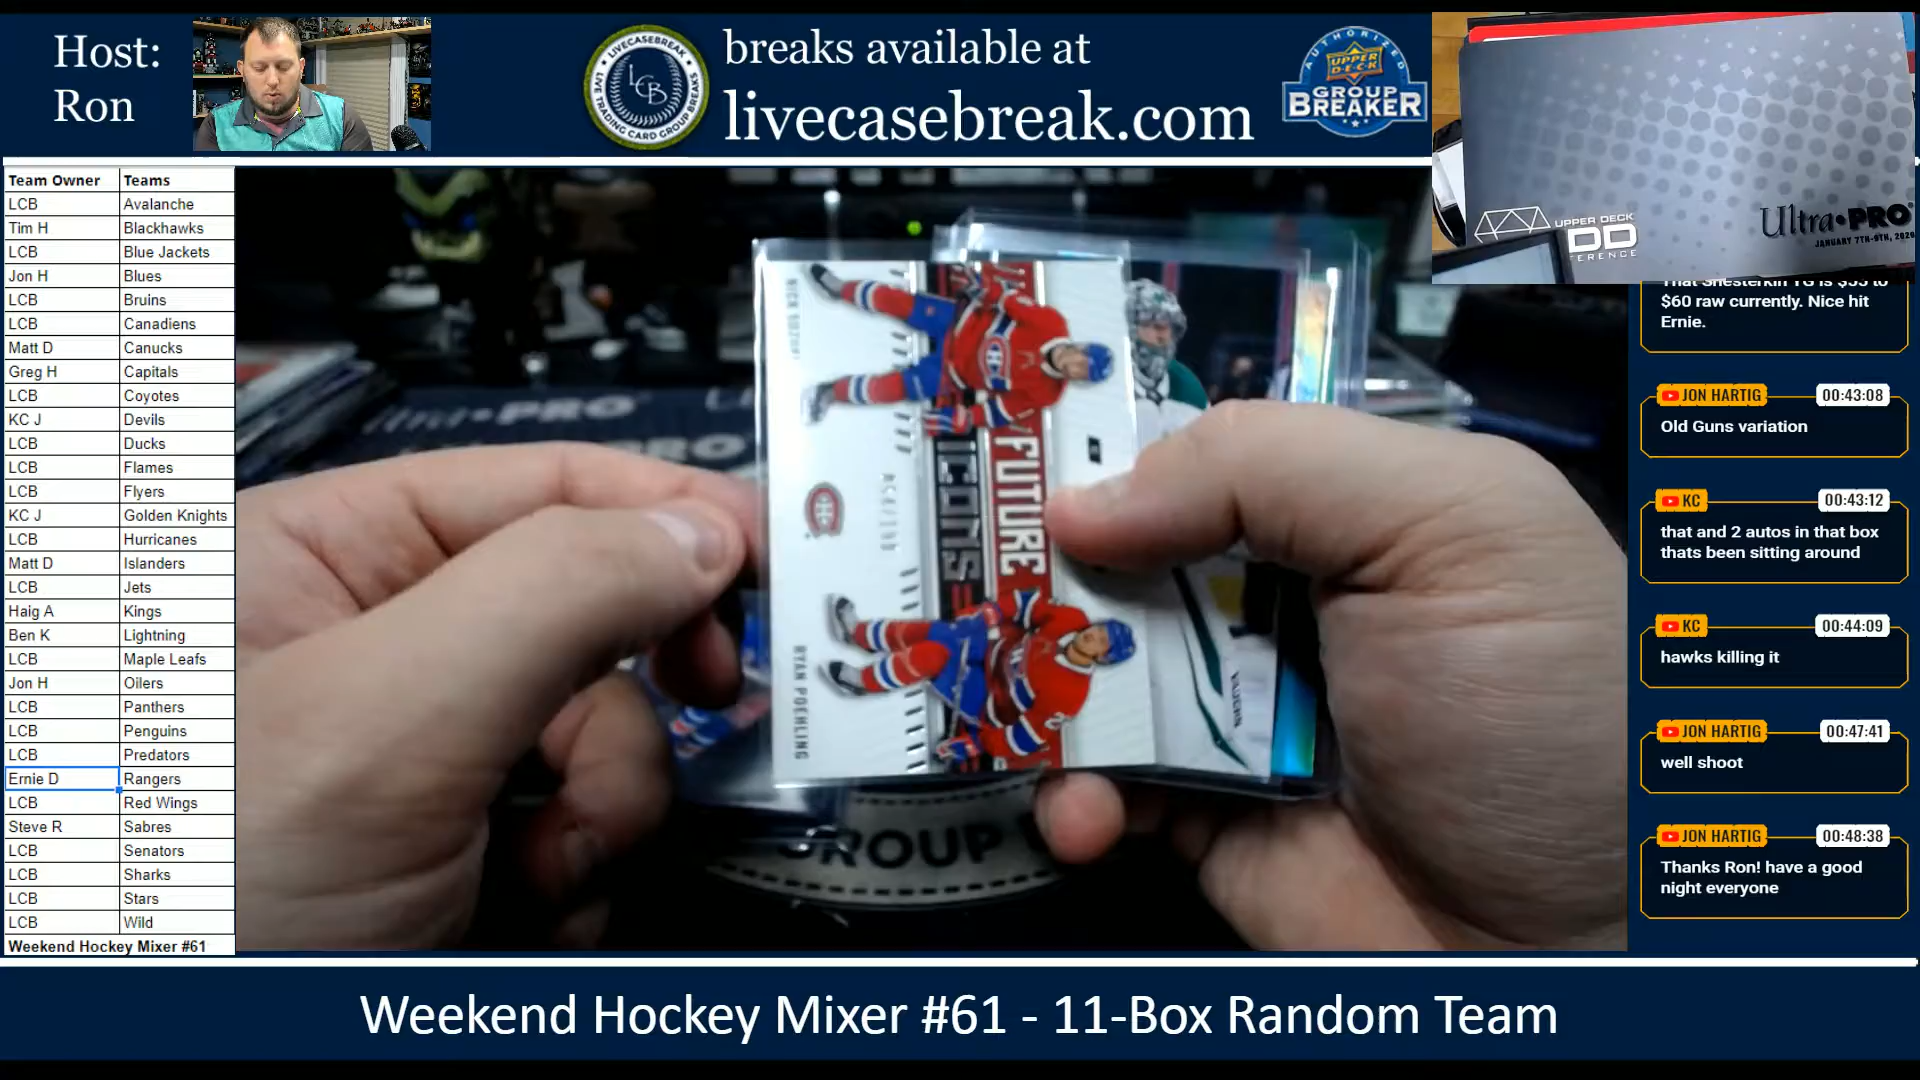 Host:
Ron
LIVECASEBREAK
LCB
LIVE TRADING CARD GROUP BREAKS
breaks available at
livecasebreak.com
AUTHORIZED
UPPER DECK
GROUP
BREAKER
UPPER DECK
Ultra•PRO
Team Owner Teams
LCB Avalanche
Tim H Blackhawks
LCB Blue Jackets
Jon H Blues
LCB Bruins
LCB Canadiens
Matt D Canucks
Greg H Capitals
LCB Coyotes
KC J Devils
LCB Ducks
LCB Flames
LCB Flyers
KC J Golden Knights
LCB Hurricanes
Matt D Islanders
LCB Jets
Haig A Kings
Ben K Lightning
LCB Maple Leafs
Jon H Oilers
LCB Panthers
LCB Penguins
LCB Predators
Ernie D Rangers
LCB Red Wings
Steve R Sabres
LCB Senators
LCB Sharks
LCB Stars
LCB Wild
Weekend Hockey Mixer #61
FUTURE
ICONS
RYAN POEHLING
GROUP
$60 raw currently. Nice hit
Ernie.
JON HARTIG 00:43:08
Old Guns variation
KC 00:43:12
that and 2 autos in that box
thats been sitting around
KC 00:44:09
hawks killing it
JON HARTIG 00:47:41
well shoot
JON HARTIG 00:48:38
Thanks Ron! have a good
night everyone
Weekend Hockey Mixer #61 - 11-Box Random Team